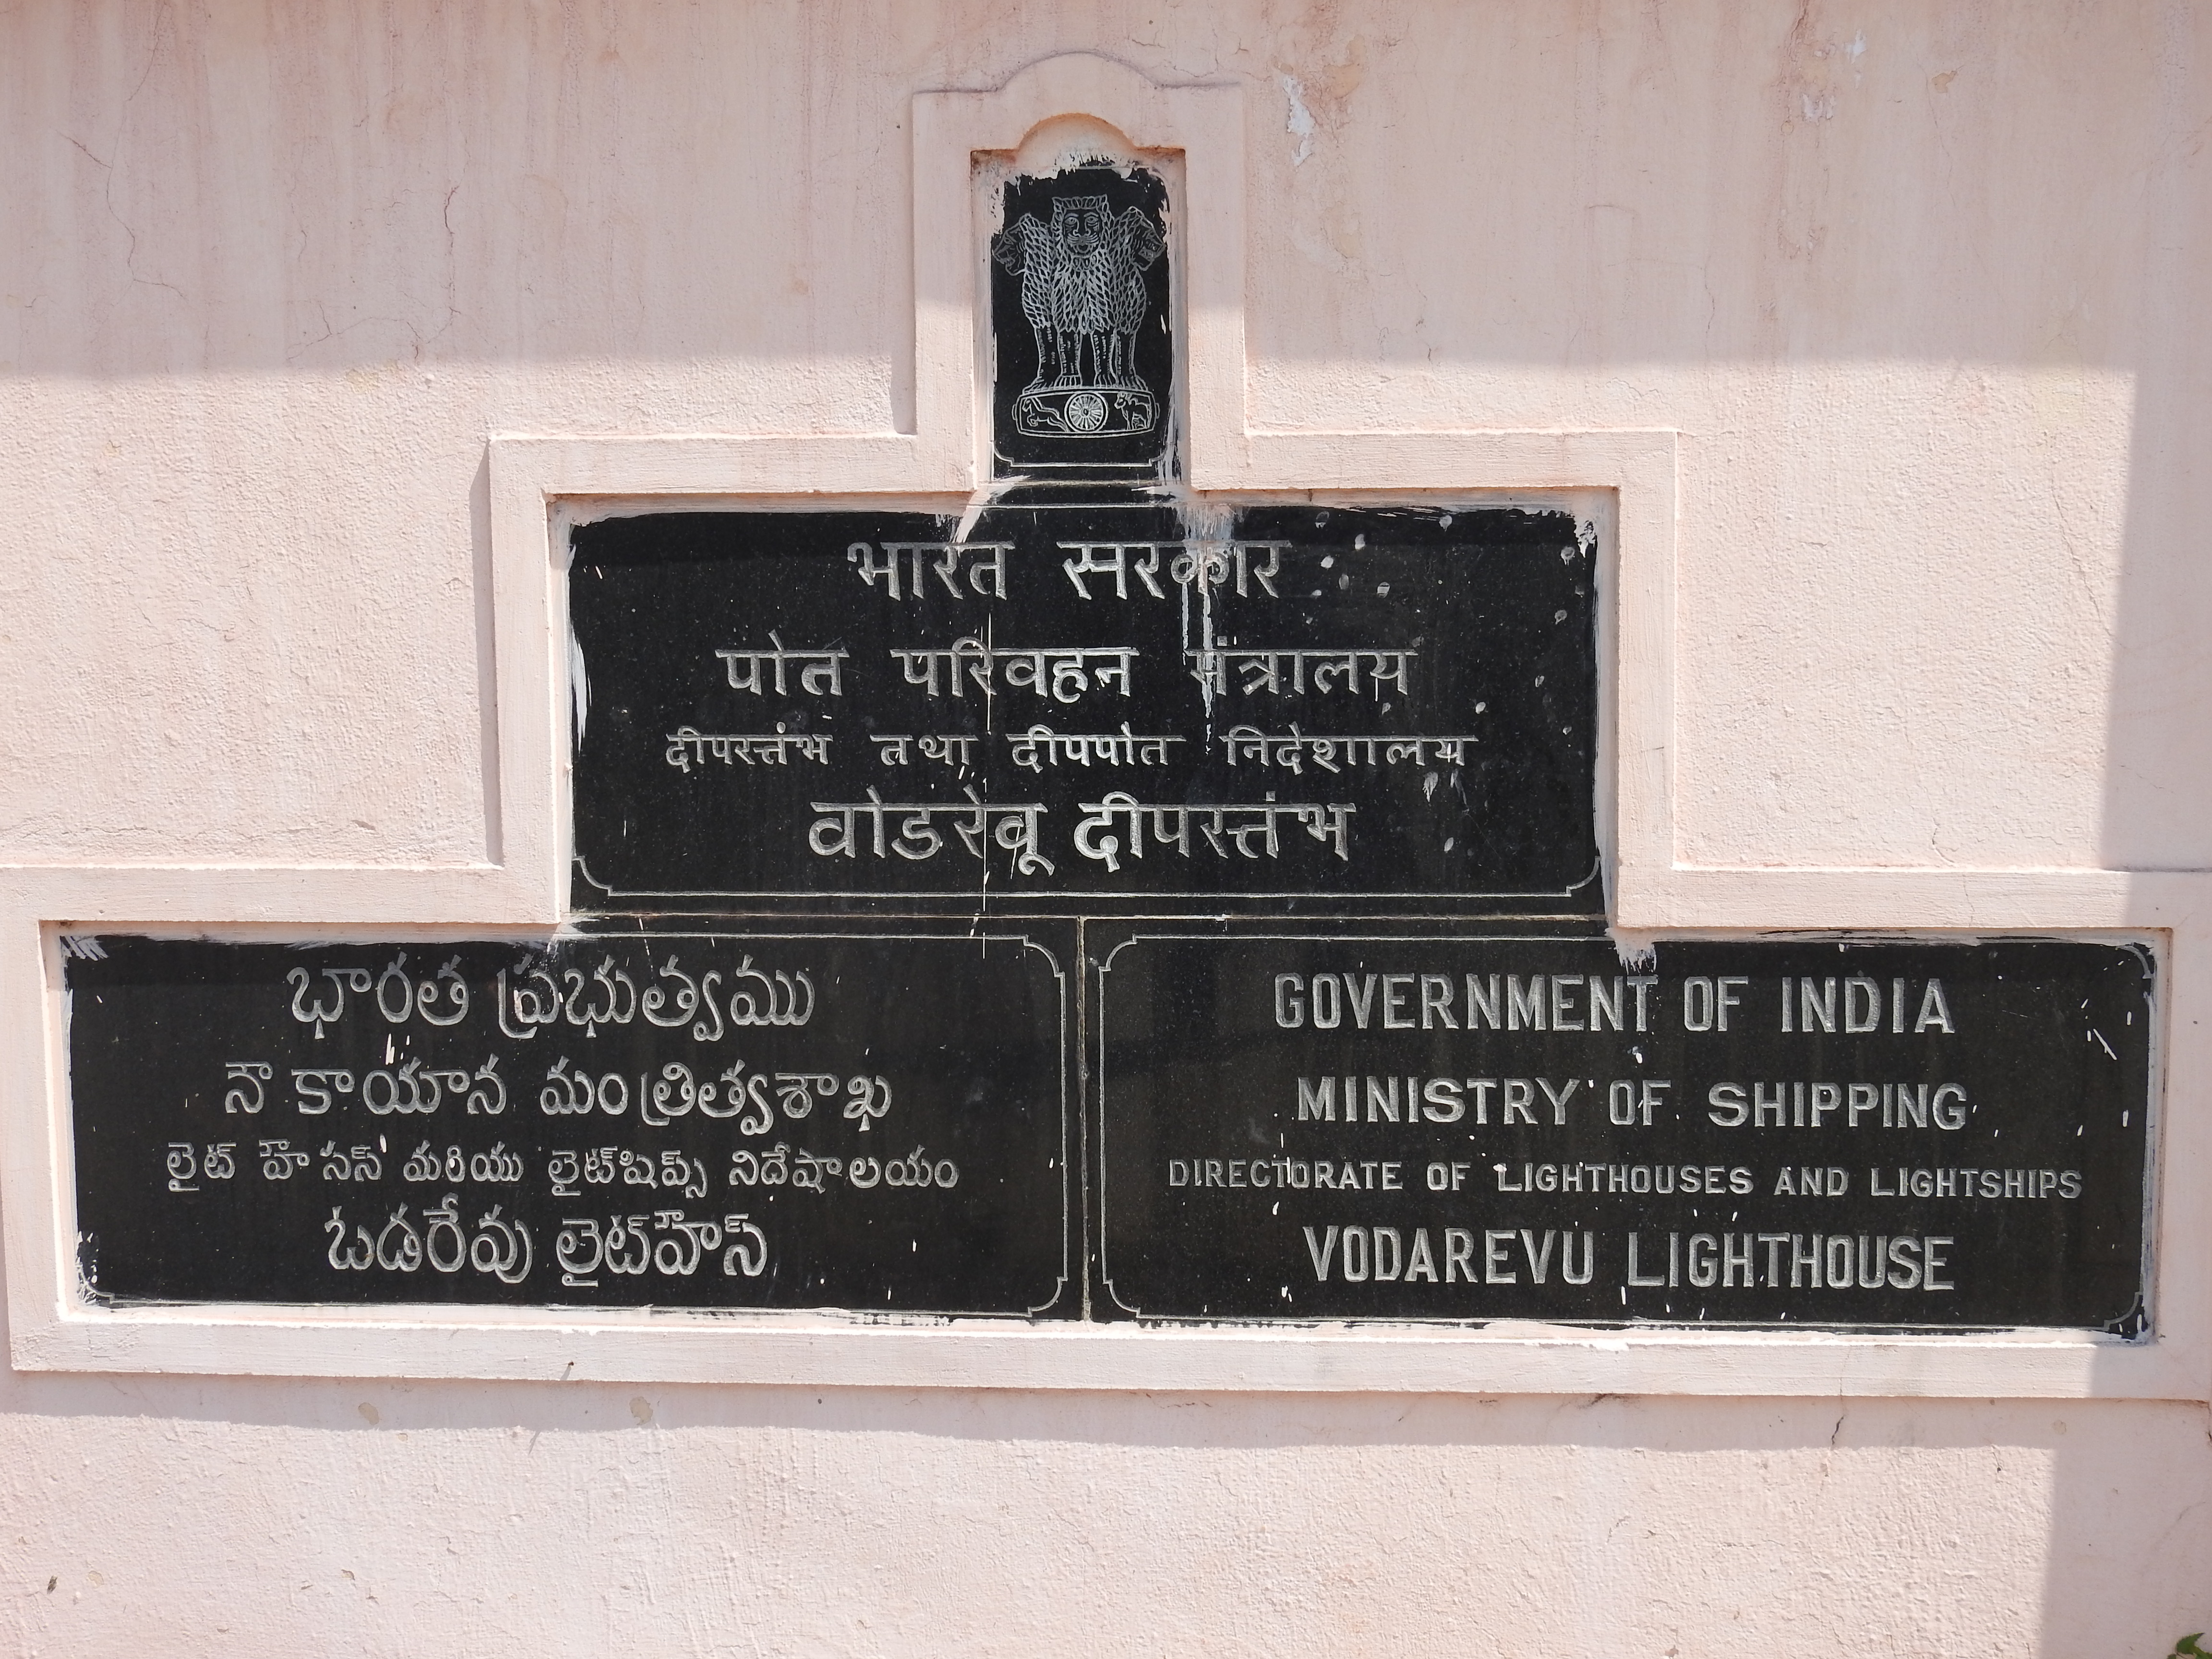 भारत सरकार
पोत परिवहन मंत्रालय
दीपस्तंभ तथा दीपपोत निदेशालय
वोडरेवू दीपस्तंभ
భారత ప్రభుత్వము
నౌకాయాన మంత్రిత్వశాఖ
లైట్ హౌసస్ మరియు లైట్‌షిప్స్ నిదేషాలయం
ఓడరేవు లైట్‌హౌస్
GOVERNMENT OF INDIA
MINISTRY OF SHIPPING
DIRECTORATE OF LIGHTHOUSES AND LIGHTSHIPS
VODAREVU LIGHTHOUSE